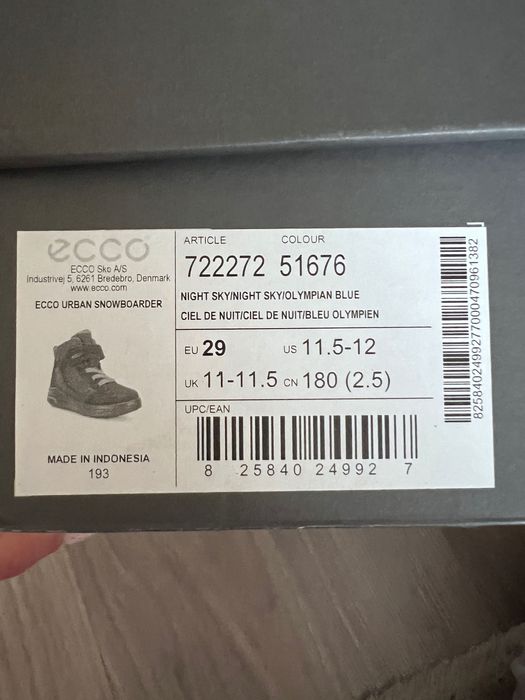 ecco
ECCO Sko A/S
Industrivej 5, 6261 Bredebro, Denmark
www.ecco.com
ECCO URBAN SNOWBOARDER
MADE IN INDONESIA
193
ARTICLE COLOUR
722272 51676
NIGHT SKY/NIGHT SKY/OLYMPIAN BLUE
CIEL DE NUIT/CIEL DE NUIT/BLEU OLYMPIEN
EU 29 US 11.5-12
UK 11-11.5 CN 180 (2.5)
UPC/EAN
8 25840 24992 7
8258402499277000470961382